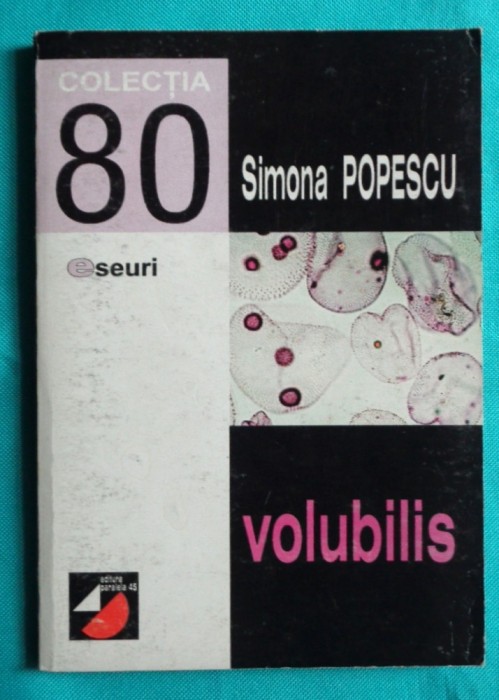 COLECȚIA
80
Simona POPESCU
eseuri
volubilis
editura
paralela 45